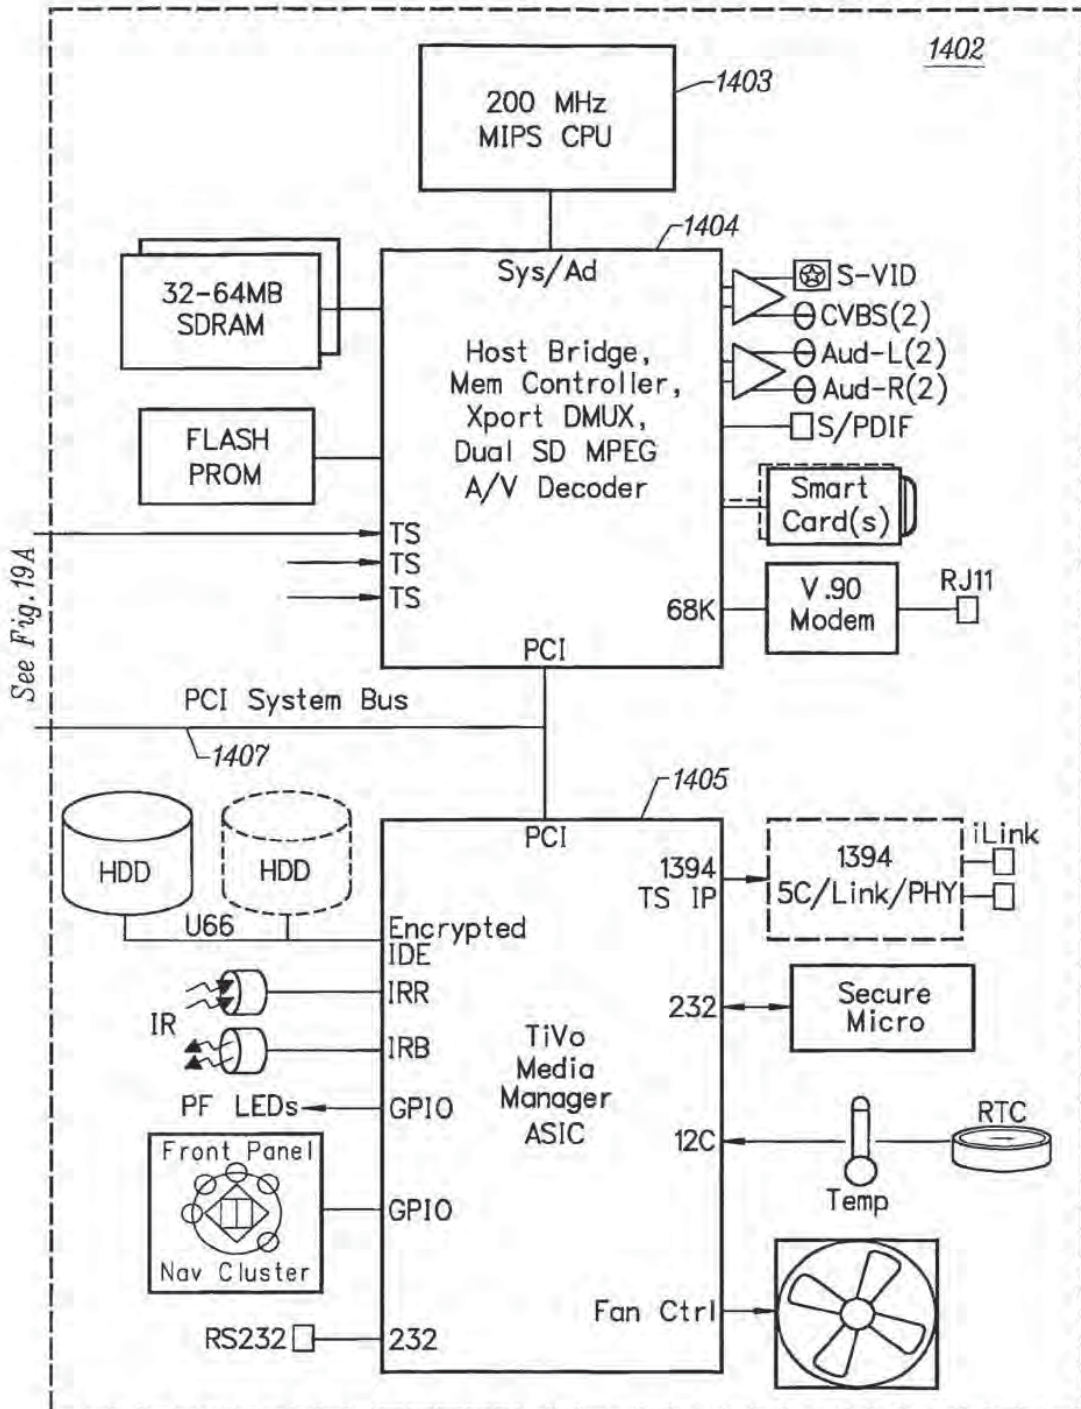 1402
200 MHz
MIPS CPU
1403
1404
32-64MB
SDRAM
Sys/Ad
Host Bridge,
Mem Controller,
Xport DMUX,
Dual SD MPEG
A/V Decoder
S-VID
CVBS(2)
Aud-L(2)
Aud-R(2)
S/PDIF
FLASH
PROM
Smart
Card(s)
TS
TS
TS
See Fig.19A
68K
V.90
Modem
RJ11
PCI
PCI System Bus
1407
1405
HDD
HDD
U66
PCI
1394
TS IP
1394
5C/Link/PHY
iLink
Encrypted
IDE
IR
IRR
IRB
232
Secure
Micro
TiVo
Media
Manager
ASIC
PF LEDs
GPIO
12C
Temp
RTC
Front Panel
Nav Cluster
GPIO
Fan Ctrl
RS232
232